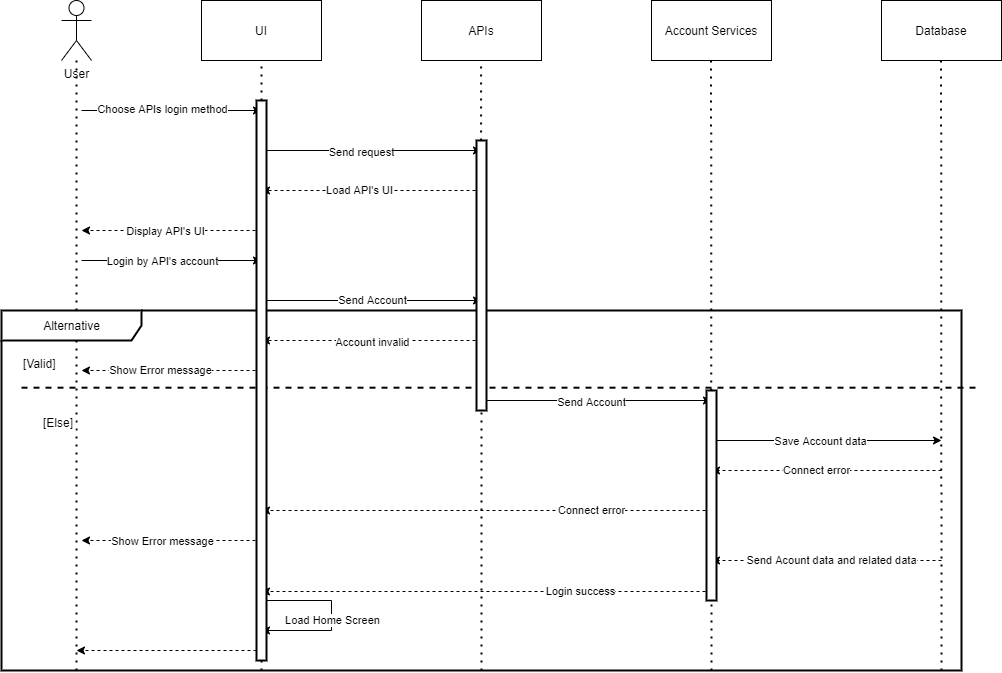 UI
APIs
Account Services
Database
User
Choose APIs login method
Send request
Load API's UI
Display API's UI
Login by API's account
Send Account
Alternative
Account invalid
[Valid]
Show Error message
Send Account
[Else]
Save Account data
Connect error
Connect error
Show Error message
Send Acount data and related data
Login success
Load Home Screen